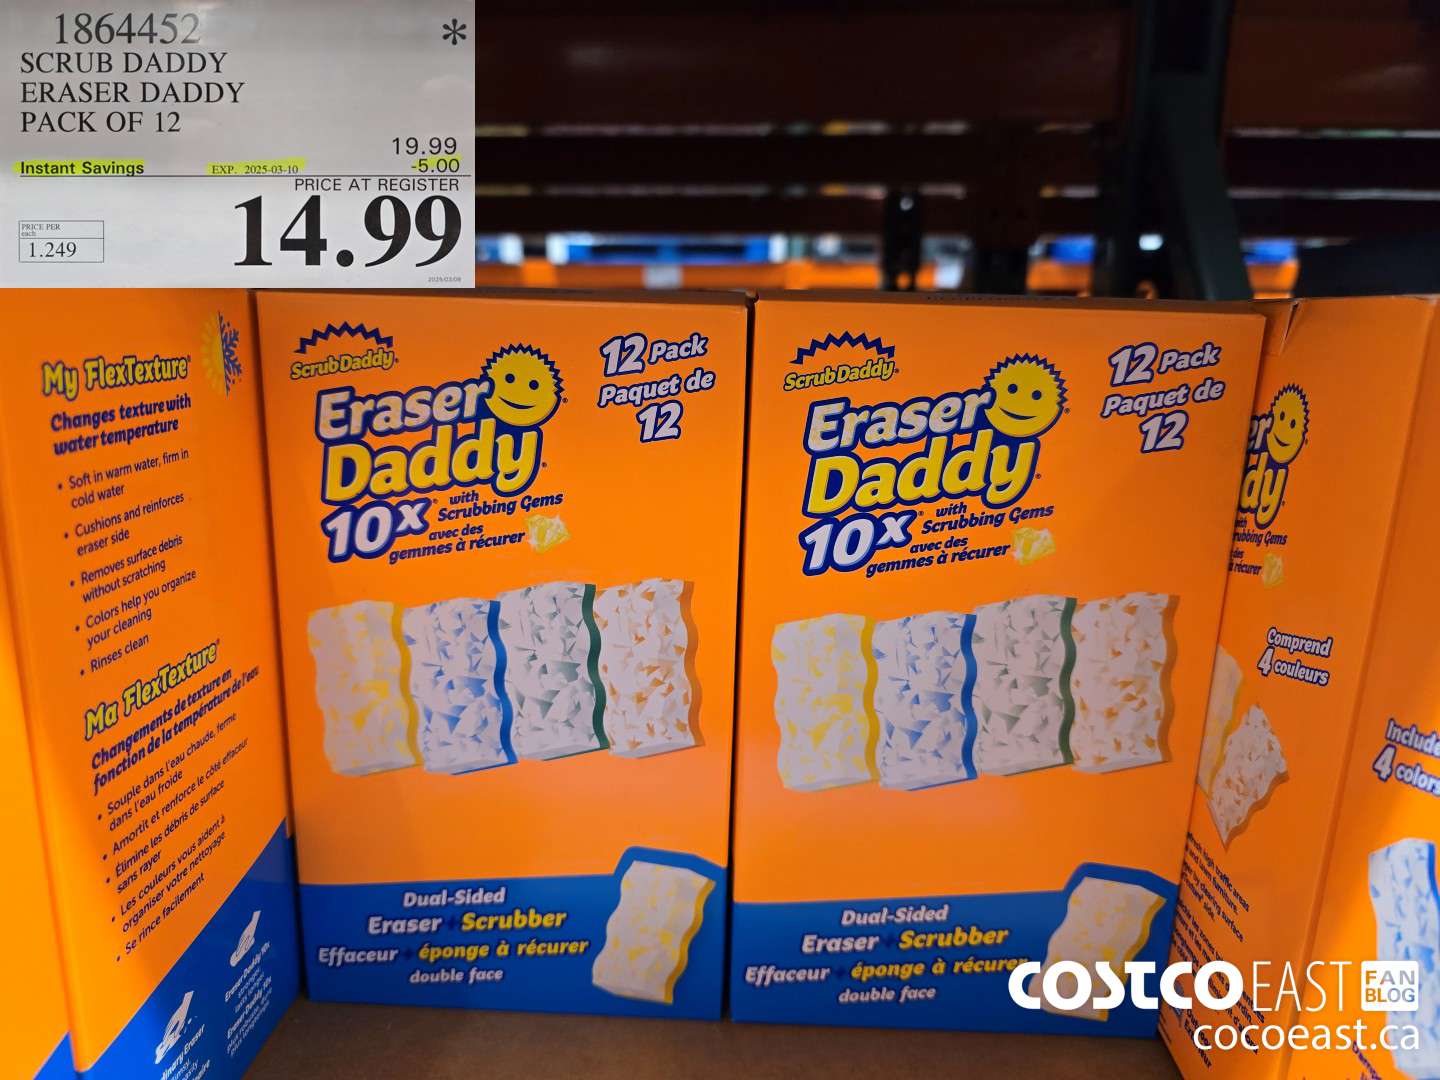 1864452 *
SCRUB DADDY
ERASER DADDY
PACK OF 12
19.99
Instant Savings EXP. 2025-03-10 -5.00
PRICE AT REGISTER
14.99
PRICE PER
each
1.249
My FlexTexture
Changes texture with
water temperature
• Soft in warm water, firm in
cold water
• Cushions and reinforces
eraser side
• Removes surface debris
without scratching
• Colors help you organize
your cleaning
• Rinses clean
Ma FlexTexture
Changements de texture en
fonction de la température de l'eau
• Souple dans l'eau chaude, ferme
dans l'eau froide
• Amortit et renforce le côté effaceur
• Élimine les débris de surface
sans rayer
• Les couleurs vous aident à
organiser votre nettoyage
• Se rince facilement
Eraser Daddy 10x
ScrubDaddy
Eraser
Daddy
10x with
Scrubbing Gems
avec des
gemmes à récurer
12 Pack
Paquet de
12
Dual-Sided
Eraser + Scrubber
Effaceur + éponge à récurer
double face
ScrubDaddy
Eraser
Daddy
10x with
Scrubbing Gems
avec des
gemmes à récurer
12 Pack
Paquet de
12
Dual-Sided
Eraser + Scrubber
Effaceur + éponge à récurer
double face
Comprend
4 couleurs
Include
4 colors
COSTCO EAST FAN
BLOG
cocoeast.ca